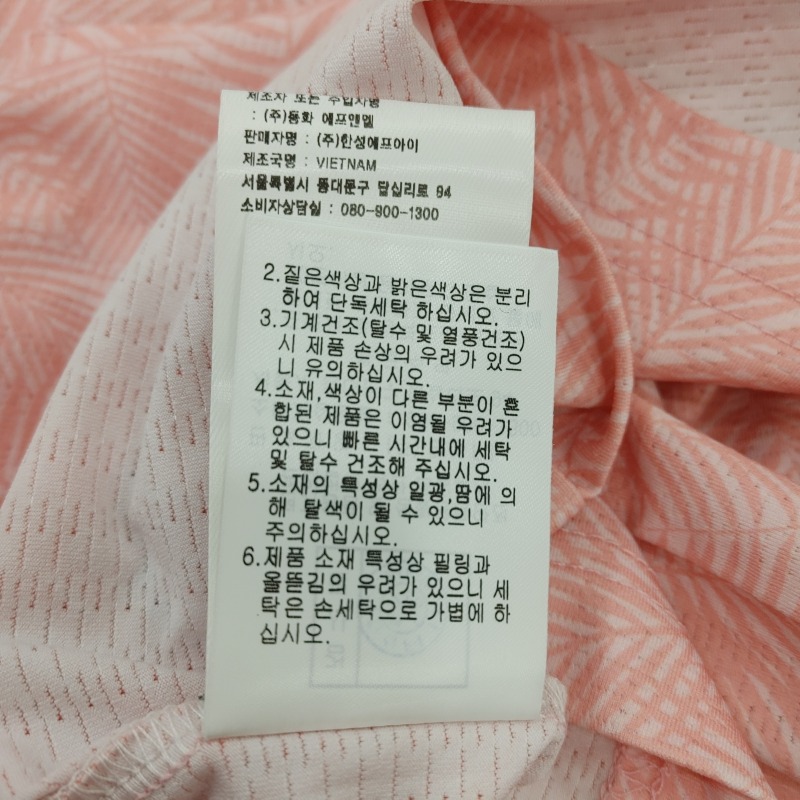 제조자 또는 수입자명
: (주)동화 에프앤엘
판매자명 : (주)한성에프아이
제조국명 : VIETNAM
서울특별시 동대문구 답십리로 94
소비자상담실 : 080-900-1300
2.짙은색상과 밝은색상은 분리
하여 단독세탁 하십시오.
3.기계건조(탈수 및 열풍건조)
시 제품 손상의 우려가 있으
니 유의하십시오.
4.소재,색상이 다른 부분이 혼
합된 제품은 이염될 우려가
있으니 빠른 시간내에 세탁
및 탈수 건조해 주십시오.
5.소재의 특성상 일광,땀에 의
해 탈색이 될 수 있으니
주의하십시오.
6.제품 소재 특성상 필링과
올뜯김의 우려가 있으니 세
탁은 손세탁으로 가볍에 하
십시오.